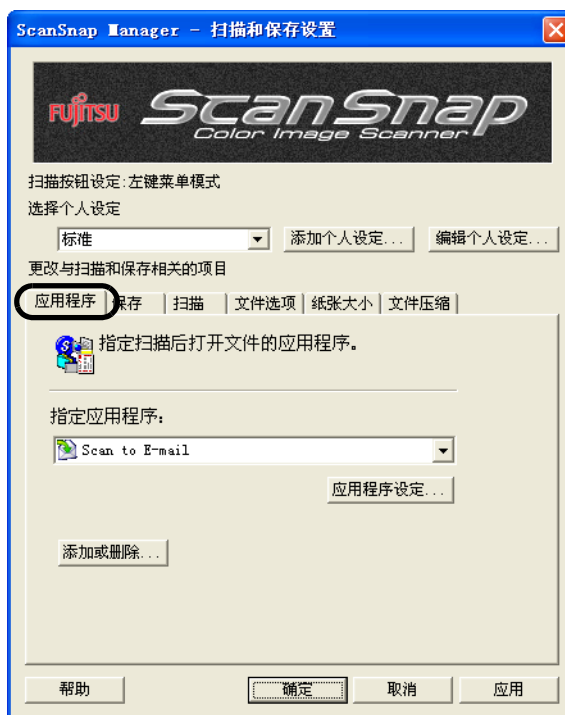 ScanSnap Manager - 扫描和保存设置
FUJITSU ScanSnap
Color Image Scanner
扫描按钮设定:左键菜单模式
选择个人设定
标准 添加个人设定... 编辑个人设定...
更改与扫描和保存相关的项目
应用程序 保存 扫描 文件选项 纸张大小 文件压缩
指定扫描后打开文件的应用程序。
指定应用程序:
Scan to E-mail
应用程序设定...
添加或删除...
帮助 确定 取消 应用